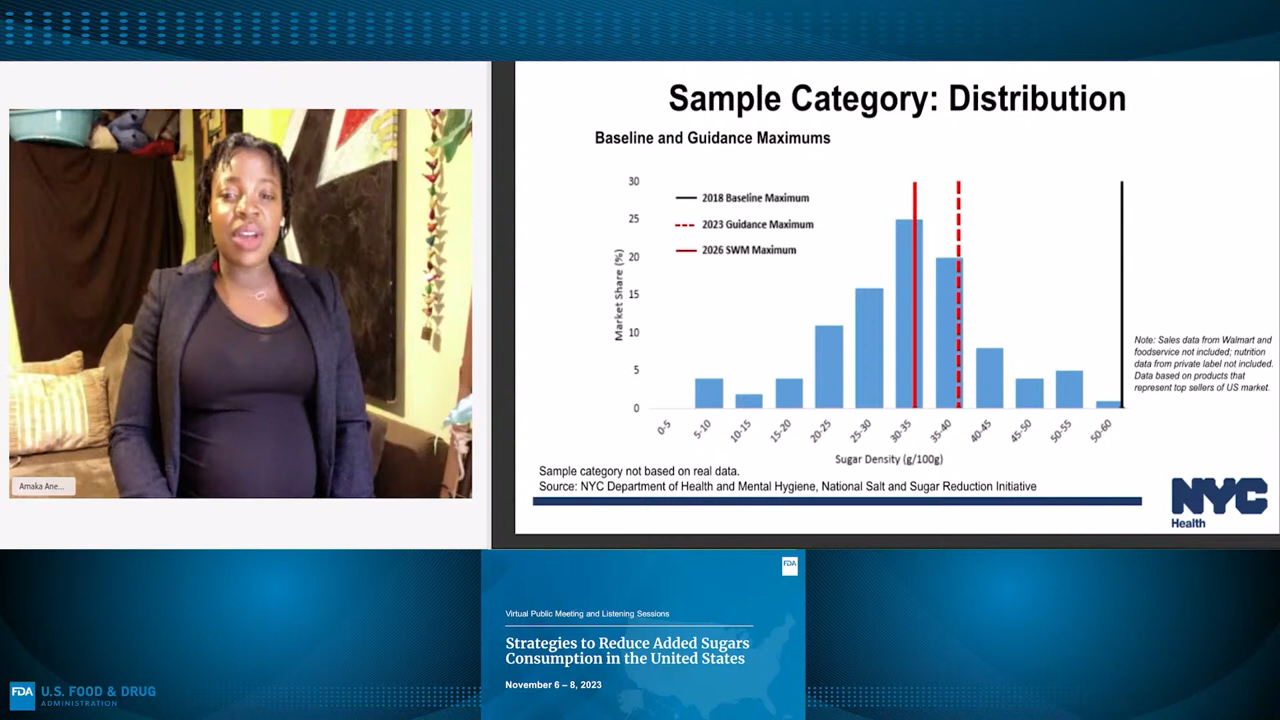 Sample Category: Distribution
Baseline and Guidance Maximums
30
25
20
15
10
5
0
Market Share (%)
2018 Baseline Maximum
2023 Guidance Maximum
2026 SWM Maximum
0-5
5-10
10-15
15-20
20-25
25-30
30-35
35-40
40-45
45-50
50-55
50-60
Sugar Density (g/100g)
Note: Sales data from Walmart and
foodservice not included; nutrition
data from private label not included.
Data based on products that
represent top sellers of US market.
Sample category not based on real data.
Source: NYC Department of Health and Mental Hygiene, National Salt and Sugar Reduction Initiative
NYC
Health
Amaka Ane...
FDA
Virtual Public Meeting and Listening Sessions
Strategies to Reduce Added Sugars
Consumption in the United States
November 6 – 8, 2023
FDA U.S. FOOD & DRUG
ADMINISTRATION